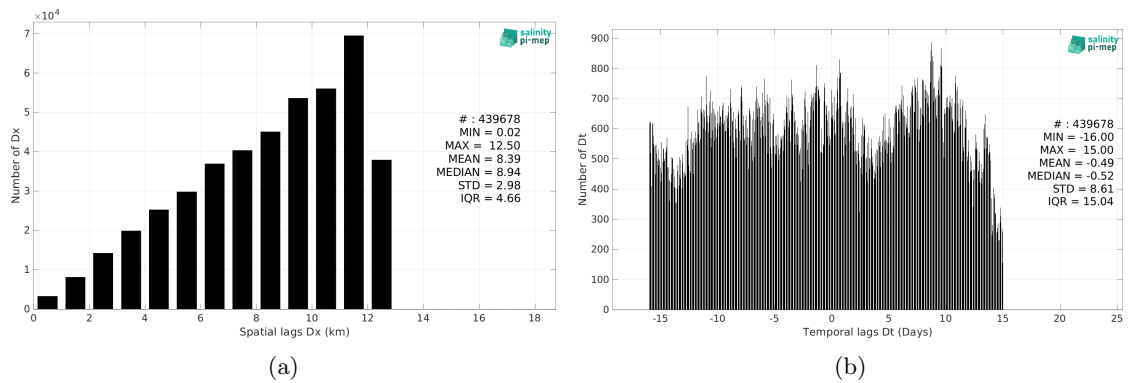 ×10⁴
7
6
5
4
3
2
1
0
Number of Dx
0 2 4 6 8 10 12 14 16 18
Spatial lags Dx (km)
salinity
pi-mep
# : 439678
MIN = 0.02
MAX = 12.50
MEAN = 8.39
MEDIAN = 8.94
STD = 2.98
IQR = 4.66
(a)
900
800
700
600
500
400
300
200
100
0
Number of Dt
-15 -10 -5 0 5 10 15 20 25
Temporal lags Dt (Days)
salinity
pi-mep
# : 439678
MIN = -16.00
MAX = 15.00
MEAN = -0.49
MEDIAN = -0.52
STD = 8.61
IQR = 15.04
(b)